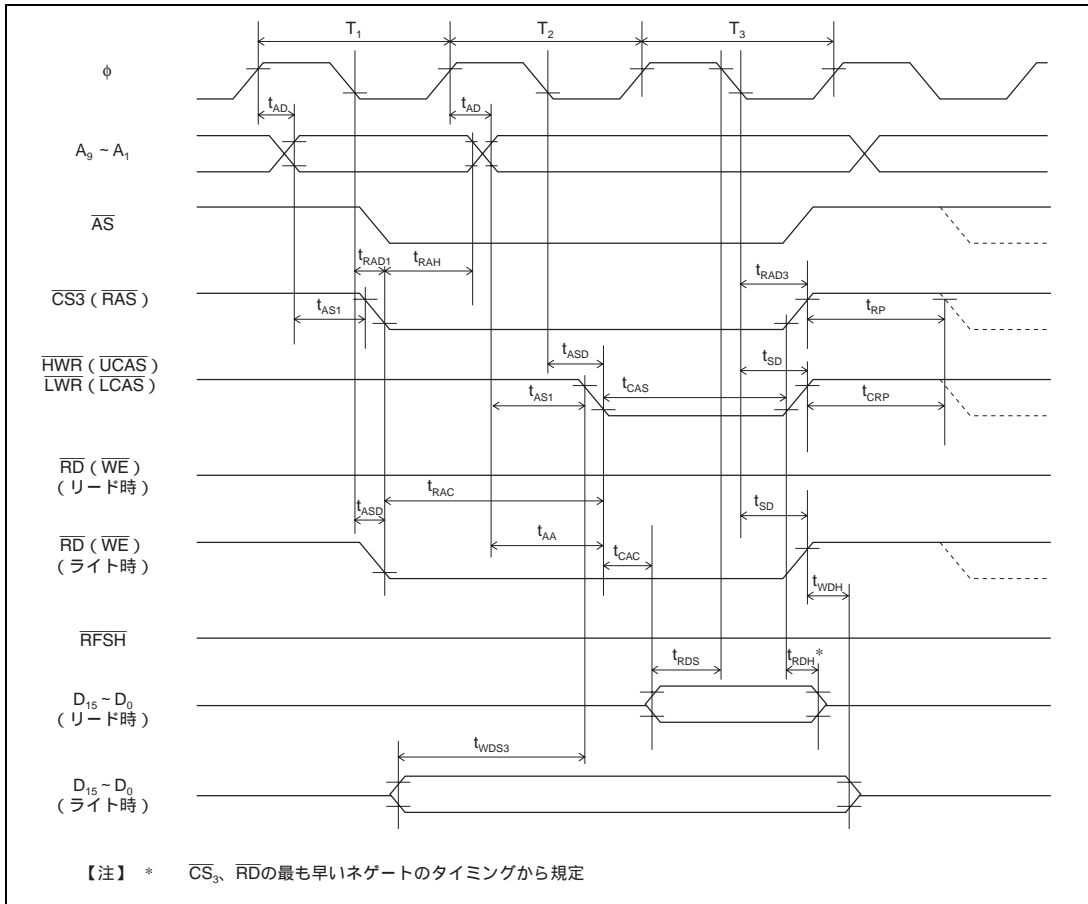 T1 T2 T3
φ
tAD tAD
A9 ~ A1
AS
tRAD1 tRAH tRAD3
CS3（RAS）
tAS1 tRP
HWR（UCAS）
LWR（LCAS）
tASD tSD
tCAS
tAS1 tCRP
RD（WE）
（リード時）
tRAC
tASD tSD
RD（WE）
（ライト時）
tAA
tCAC
tWDH
RFSH
tRDS tRDH*
D15 ~ D0
（リード時）
tWDS3
D15 ~ D0
（ライト時）
【注】 * CS3、RDの最も早いネゲートのタイミングから規定